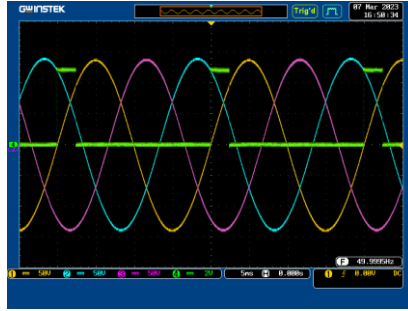 GWINSTEK
Trig'd
07 Mar 2023
16:50:34
4
F 49.9995Hz
1 50V 2 50V 3 50V 4 2V 5ms H 0.000s 1 0.00V DC